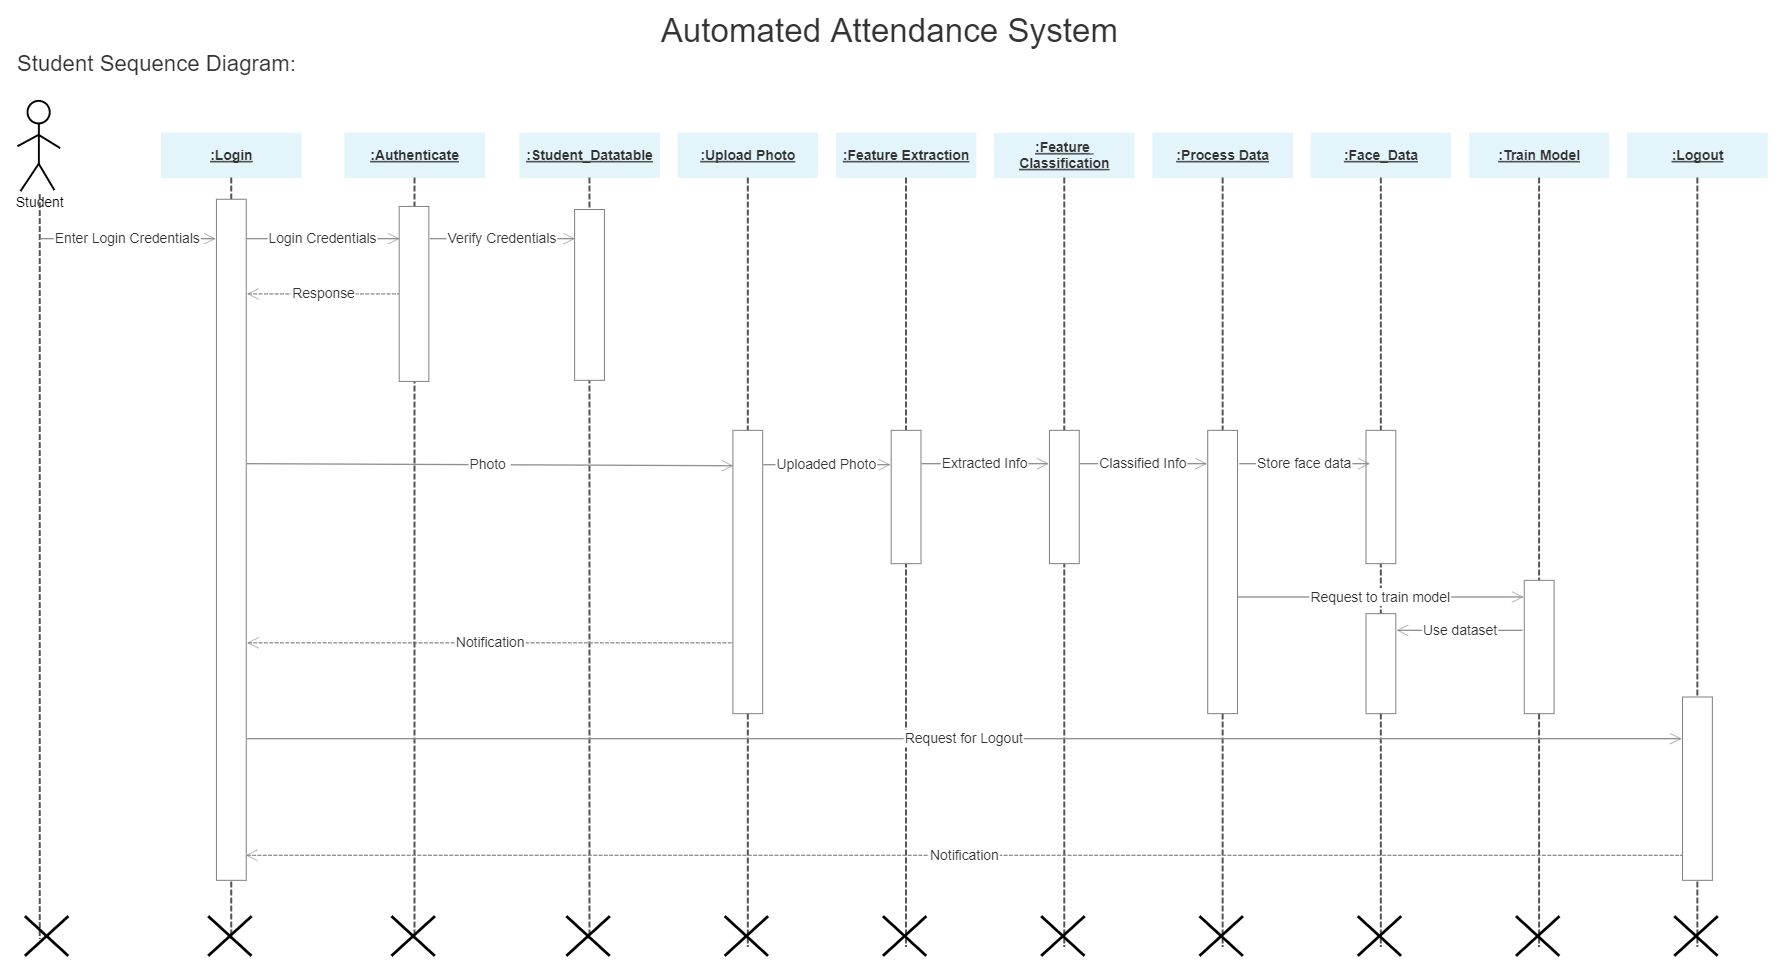 Automated Attendance System
Student Sequence Diagram:
Student
:Login
:Authenticate
:Student_Datatable
:Upload Photo
:Feature Extraction
:Feature
Classification
:Process Data
:Face_Data
:Train Model
:Logout
Enter Login Credentials
Login Credentials
Verify Credentials
Response
Photo
Uploaded Photo
Extracted Info
Classified Info
Store face data
Request to train model
Use dataset
Notification
Request for Logout
Notification